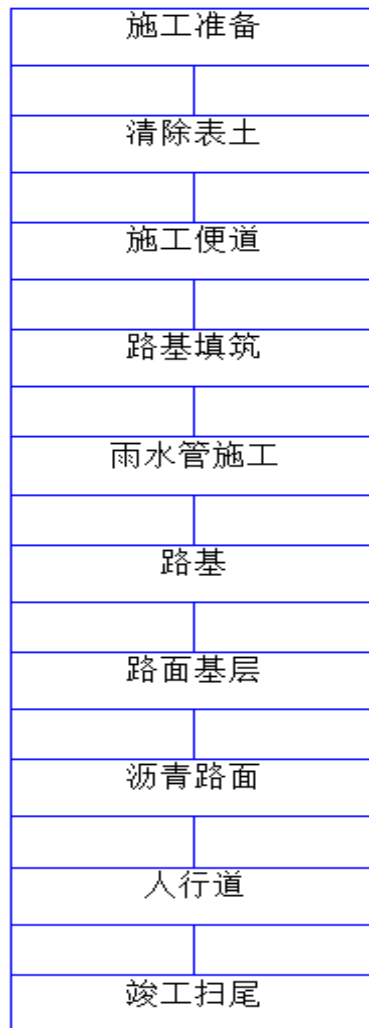 施工准备
清除表土
施工便道
路基填筑
雨水管施工
路基
路面基层
沥青路面
人行道
竣工扫尾